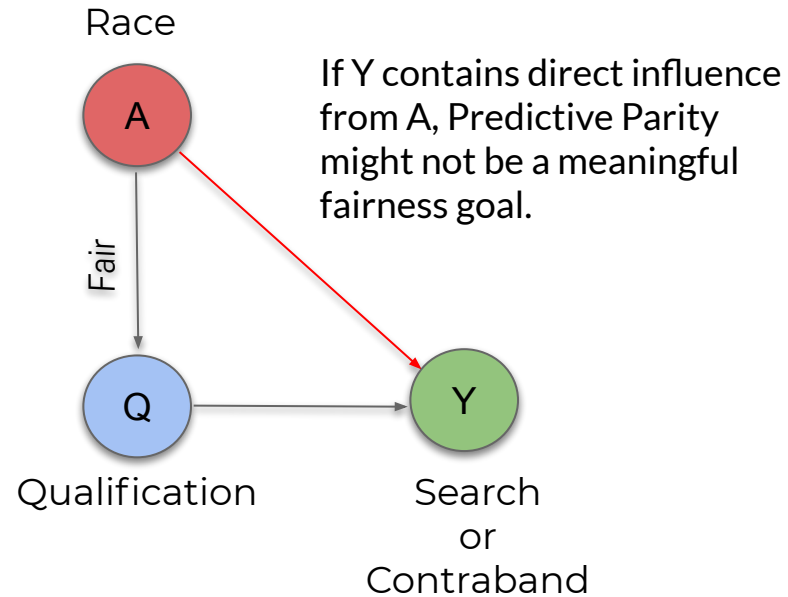 Race
A
If Y contains direct influence
from A, Predictive Parity
might not be a meaningful
fairness goal.
Fair
Q
Y
Qualification
Search
or
Contraband